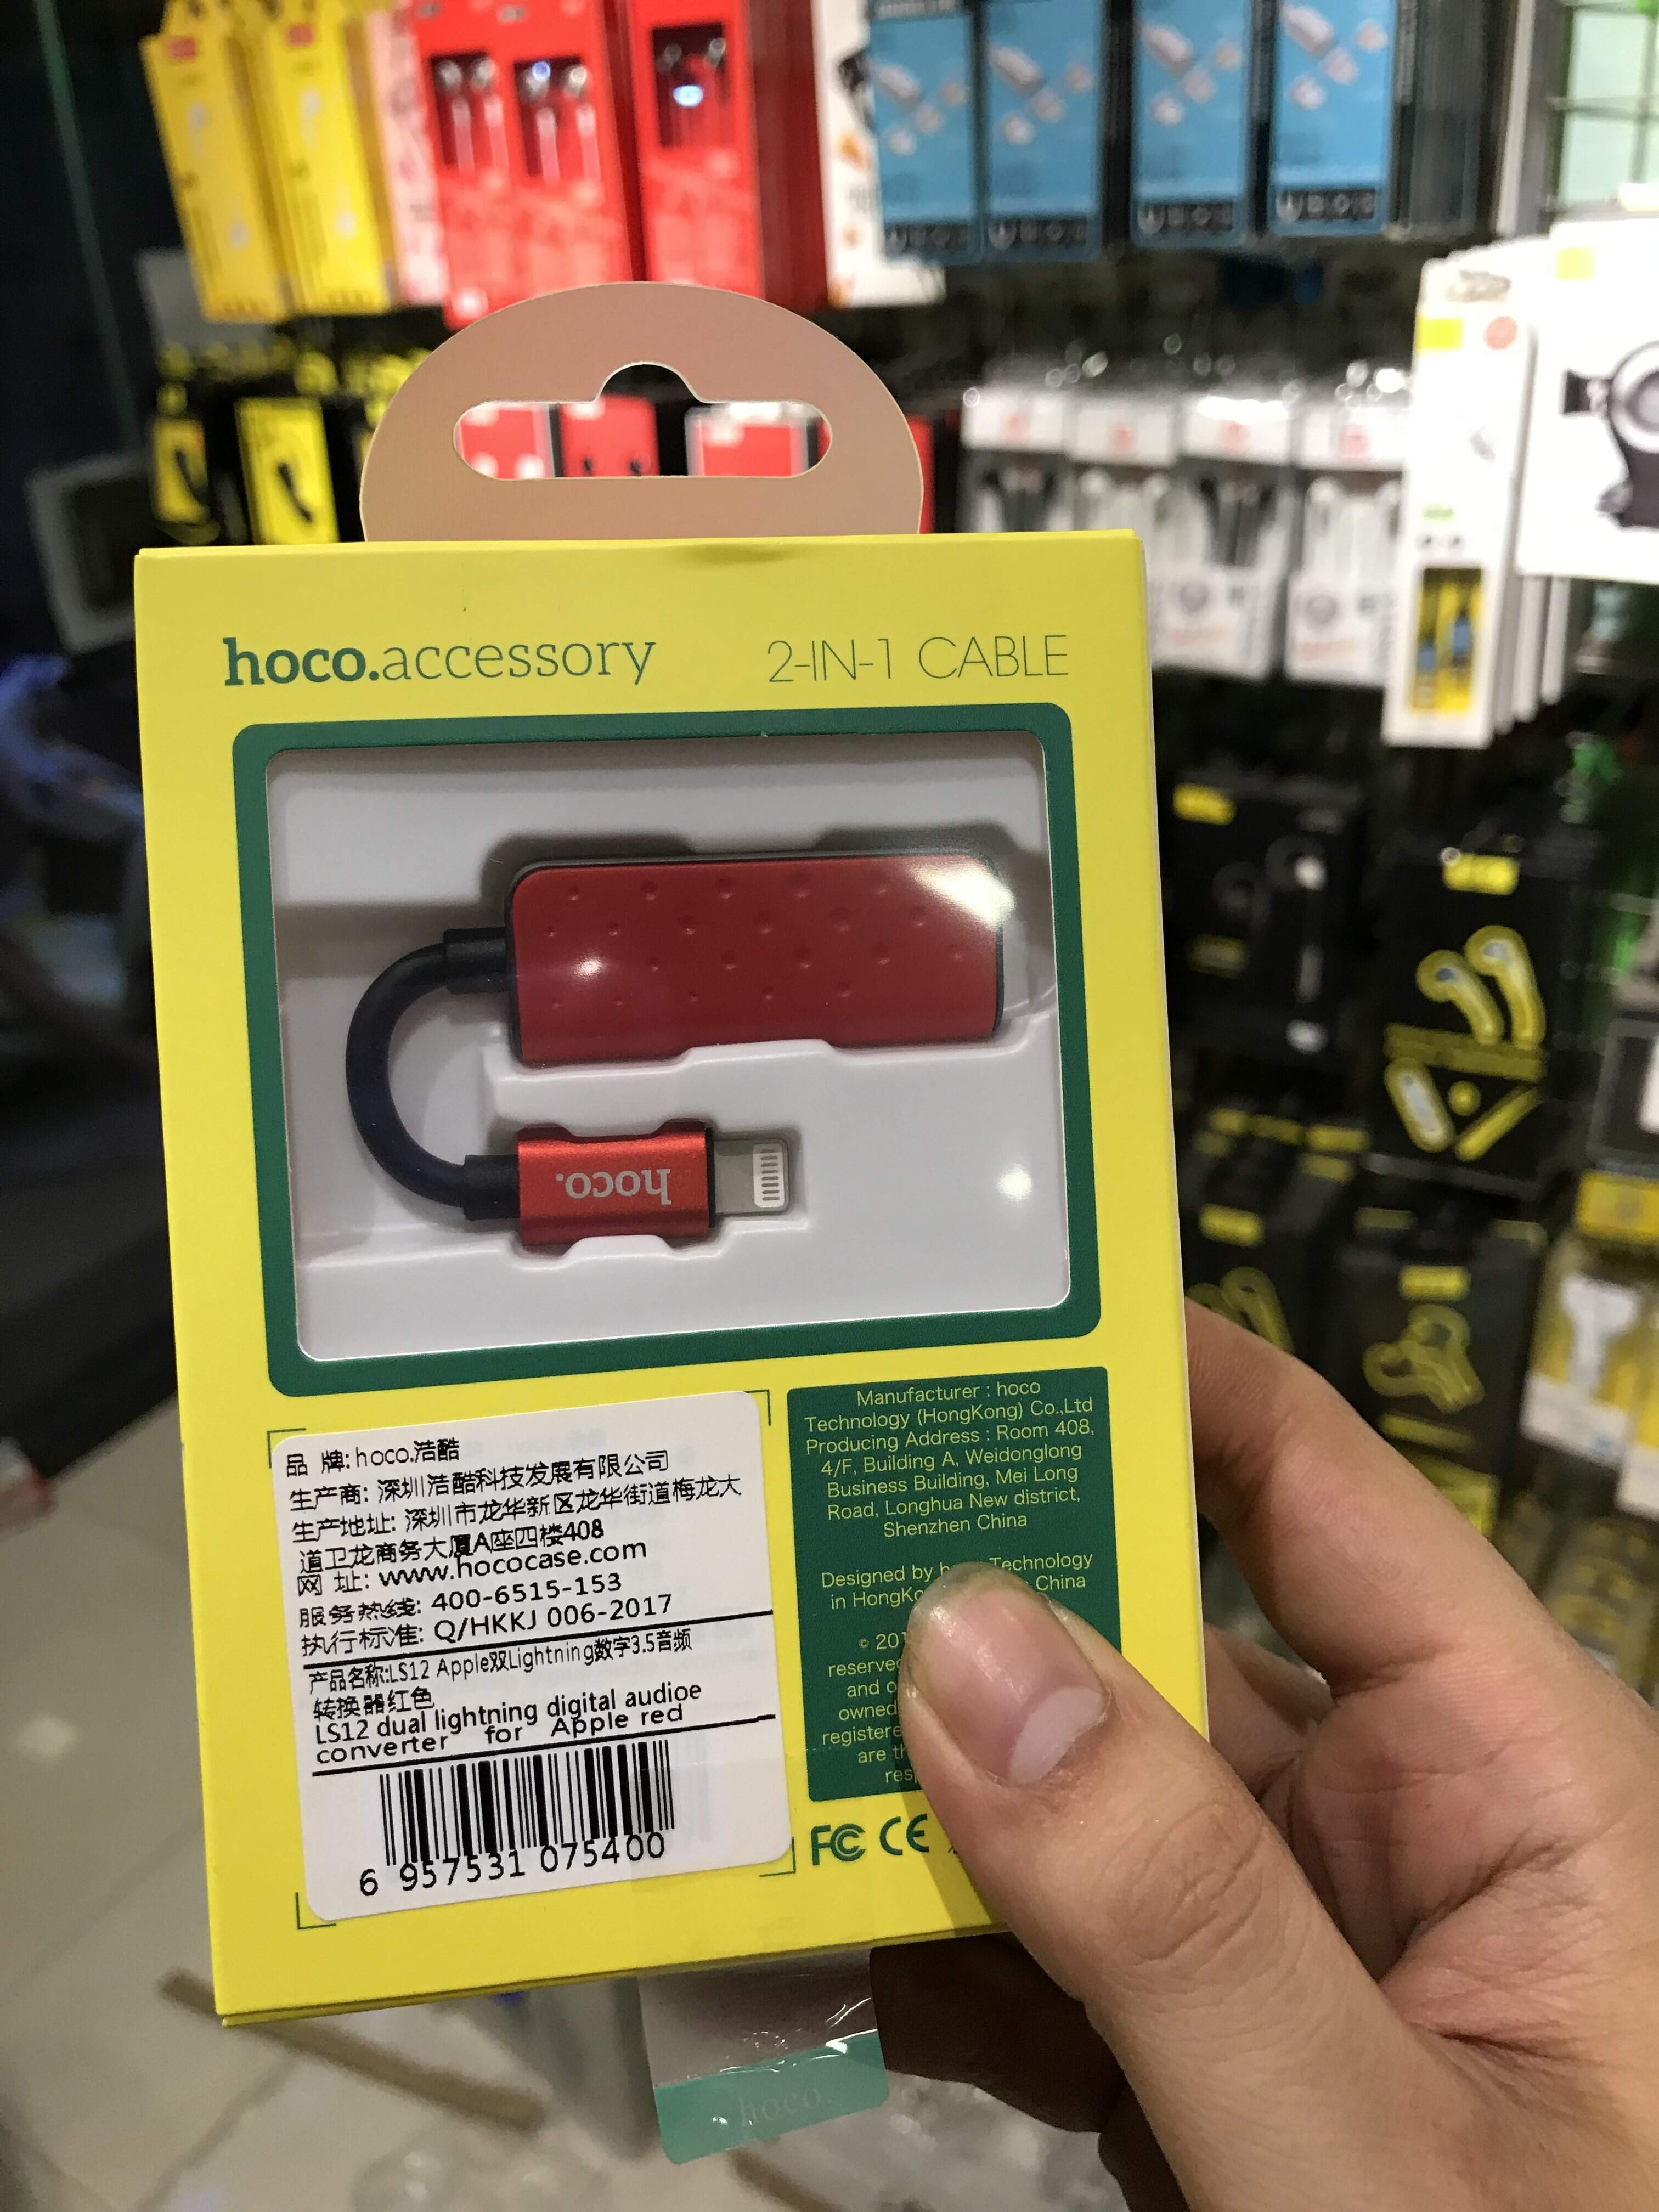 hoco.accessory
2-IN-1 CABLE
hoco.
品 牌: hoco.浩酷
生产商: 深圳浩酷科技发展有限公司
生产地址: 深圳市龙华新区龙华街道梅龙大
道卫龙商务大厦A座四楼408
网 址: www.hococase.com
服务热线: 400-6515-153
执行标准: Q/HKKJ 006-2017
产品名称:LS12 Apple双Lightning数字3.5音频
转换器红色
LS12 dual lightning digital audioe
converter for Apple red
6 957531 075400
Manufacturer : hoco
Technology (HongKong) Co.,Ltd
Producing Address : Room 408,
4/F, Building A, Weidonglong
Business Building, Mei Long
Road, Longhua New district,
Shenzhen China
Designed by Technology
in China
©
and
owned
are
FC CE
hoco.